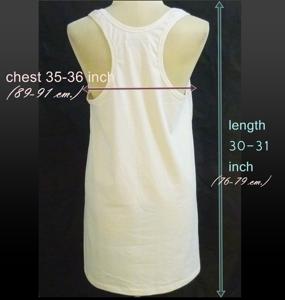 chest 35-36 inch
(89-91 cm.)
length
30-31
inch
(76-79 cm.)